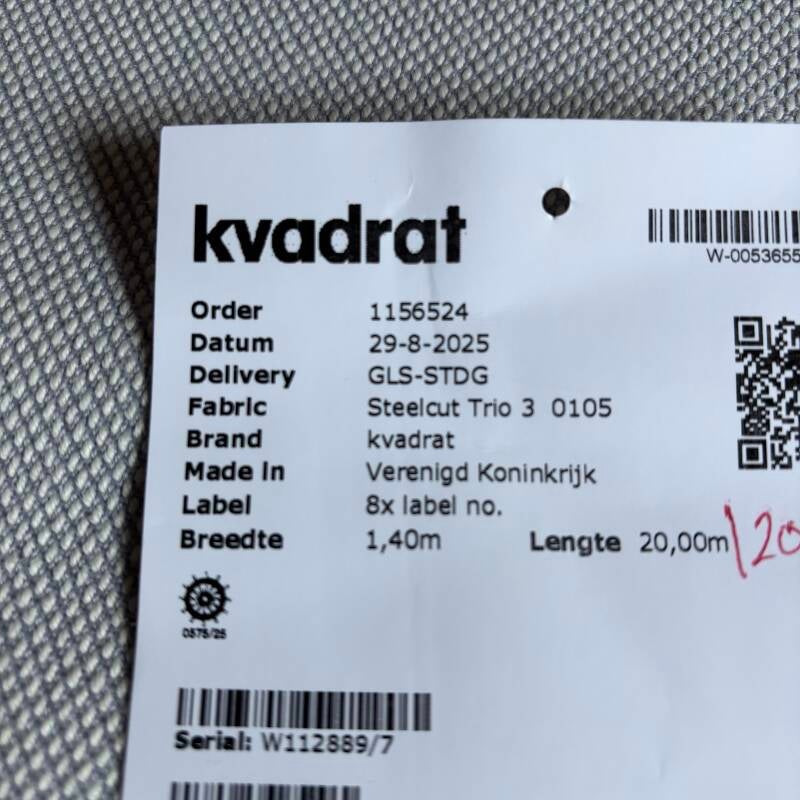 kvadrat
W-0053655
Order 1156524
Datum 29-8-2025
Delivery GLS-STDG
Fabric Steelcut Trio 3 0105
Brand kvadrat
Made In Verenigd Koninkrijk
Label 8x label no.
Breedte 1,40m Lengte 20,00m \20
0575/25
Serial: W112889/7